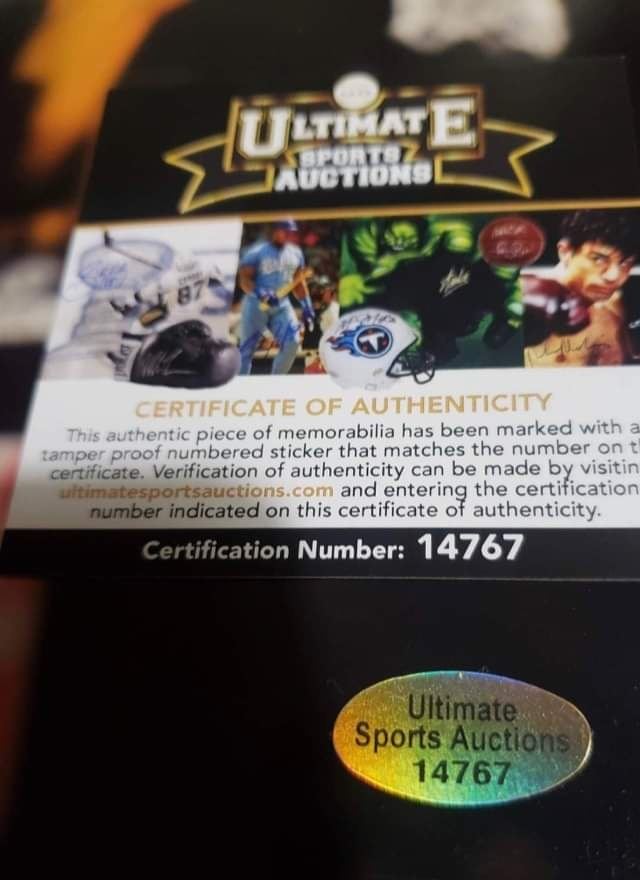 ULTIMATE
SPORTS
AUCTIONS
87
CERTIFICATE OF AUTHENTICITY
This authentic piece of memorabilia has been marked with a
tamper proof numbered sticker that matches the number on
certificate. Verification of authenticity can be made by
ultimatesportsauctions.com and entering the certification
number indicated on this certificate of authenticity.
Certification Number: 14767
Ultimate
Sports Auctions
14767